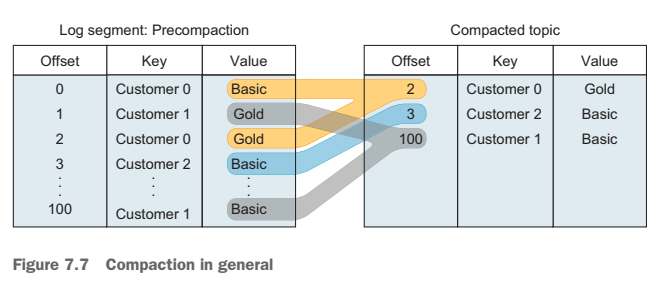 Log segment: Precompaction Compacted topic
Offset Key Value Offset Key Value
0 Customer 0 Basic 2 Customer 0 Gold
1 Customer 1 Gold 3 Customer 2 Basic
2 Customer 0 Gold 100 Customer 1 Basic
3 Customer 2 Basic
100 Customer 1 Basic
Figure 7.7 Compaction in general